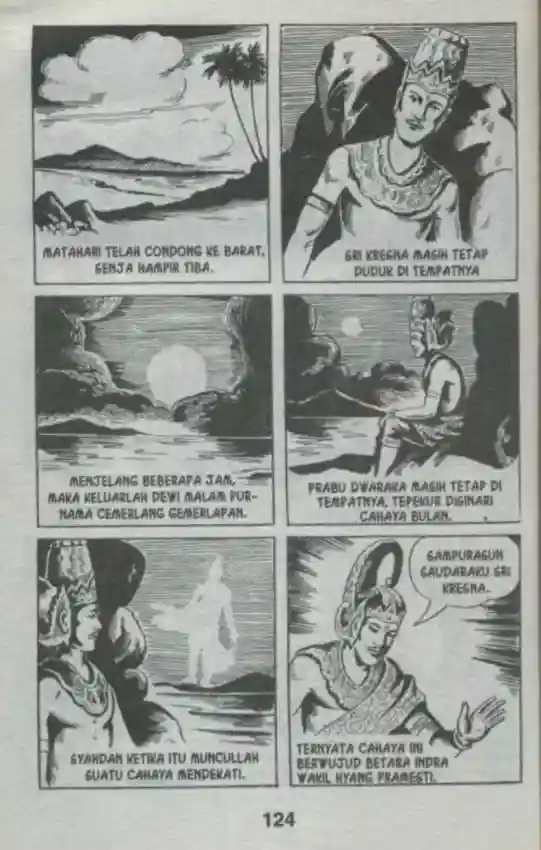 MATAHARI TELAH CONDONG KE BARAT,
SENJA HAMPIR TIBA.
SRI KRESNA MASIH TETAP
DUDUK DI TEMPATNYA
MENJELANG BEBERAPA JAM,
MAKA KELUARLAH DEWI MALAM PUR-
NAMA CEMERLANG GEMERLAPAN.
PRABU DWARAKA MASIH TETAP DI
TEMPATNYA, TEPEKUR DISINARI
CAHAYA BULAN.
SYAHDAN KETIKA ITU MUNCULLAH
SUATU CAHAYA MENDEKATI.
SAMPURASUN
SAUDARAKU SRI
KRESNA.
TERNYATA CAHAYA INI
BERWUJUD BETARA INDRA
WAKIL HYANG PRAMESTI.
124